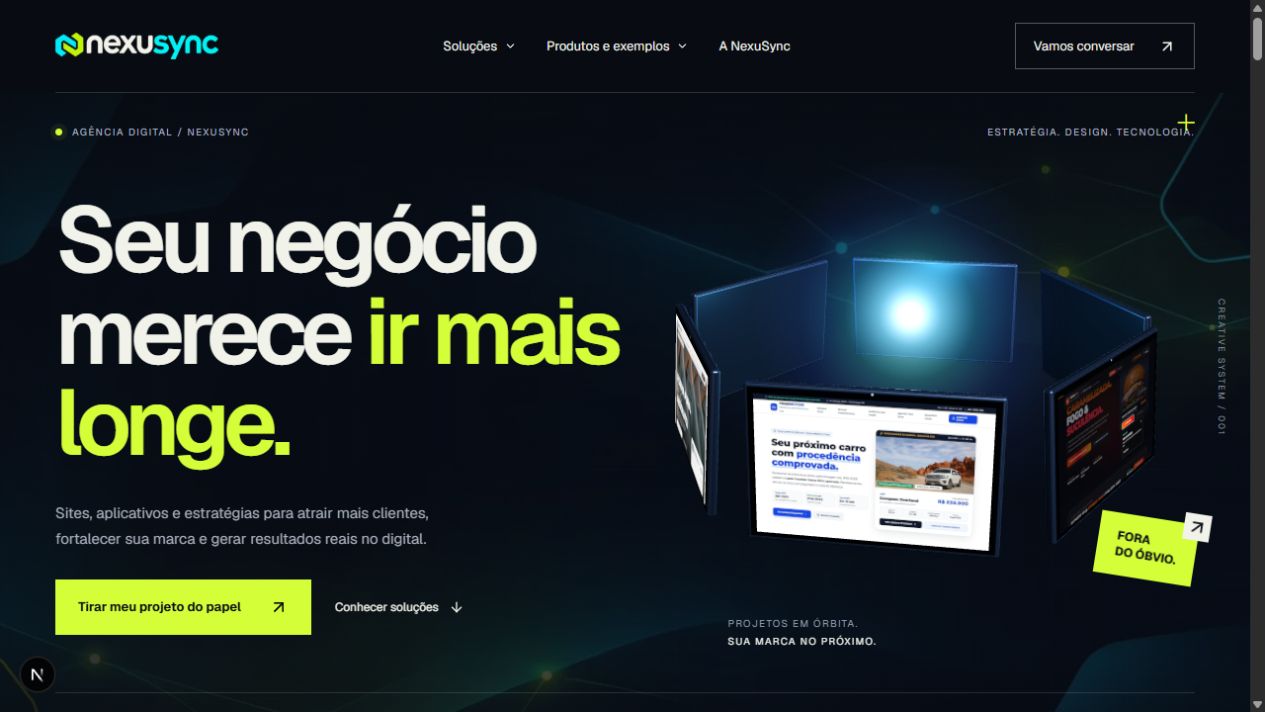 nexusync
Soluções
Produtos e exemplos
A NexuSync
Vamos conversar
AGÊNCIA DIGITAL / NEXUSYNC
ESTRATÉGIA. DESIGN. TECNOLOGIA.
Seu negócio
merece ir mais
longe.
Sites, aplicativos e estratégias para atrair mais clientes,
fortalecer sua marca e gerar resultados reais no digital.
Tirar meu projeto do papel
Conhecer soluções
Seu próximo carro
com procedência
comprovada.
CARAMELIZADA.
FOGO &
SUCULÊNCIA.
CREATIVE SYSTEM / 001
FORA
DO ÓBVIO.
PROJETOS EM ÓRBITA.
SUA MARCA NO PRÓXIMO.
N